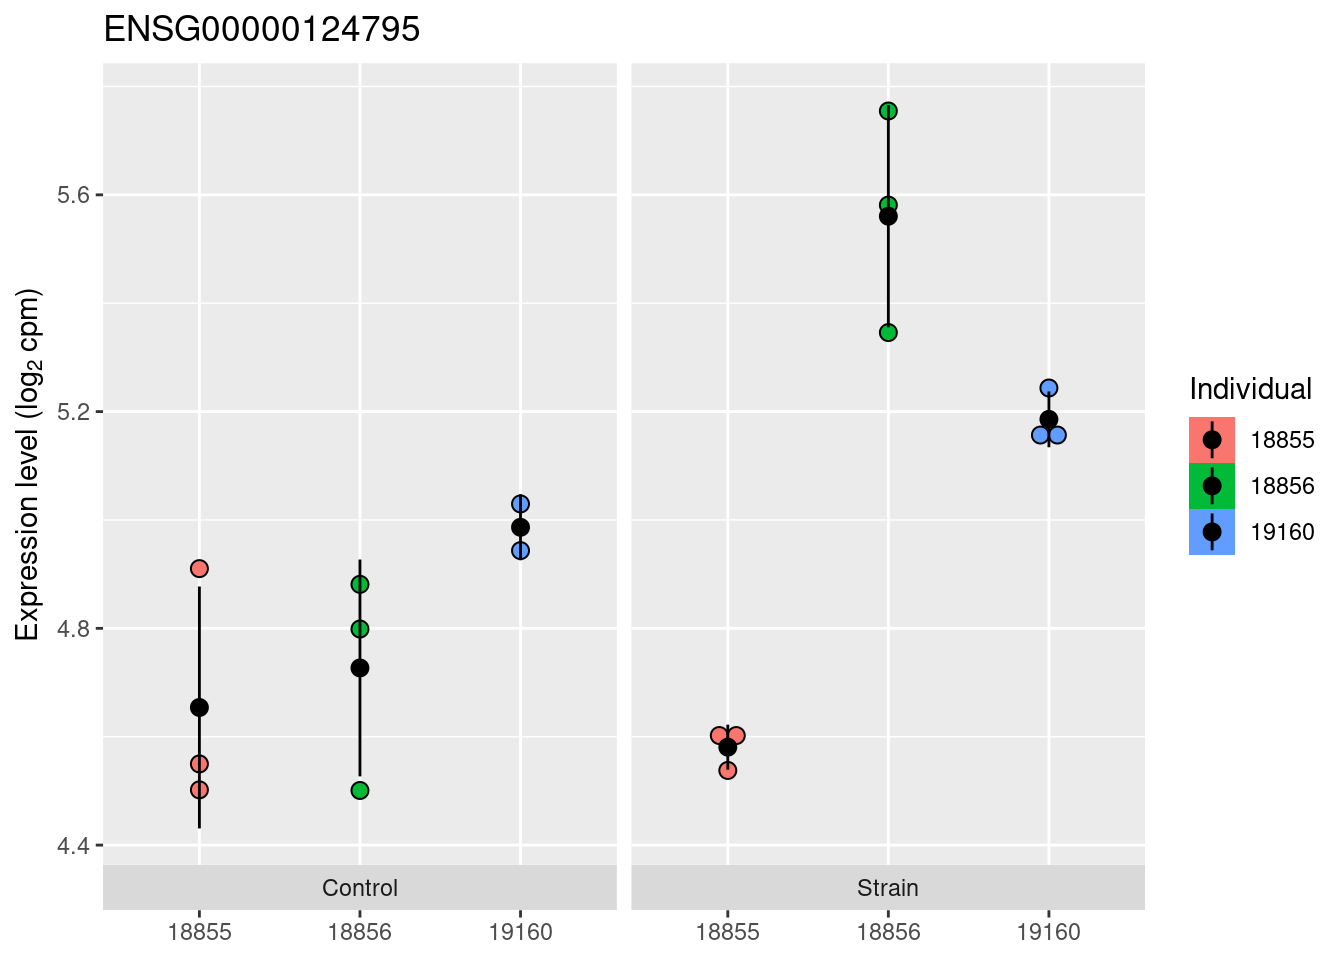 ENSG00000124795
Expression level (log₂ cpm)
5.6
5.2
4.8
4.4
Control
Strain
18855
18856
19160
18855
18856
19160
Individual
18855
18856
19160